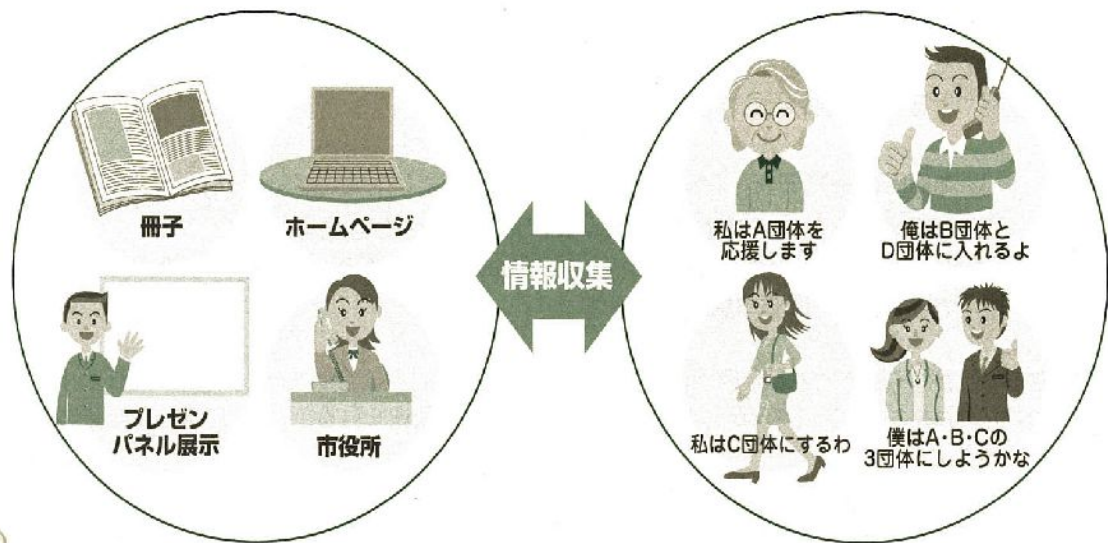 冊子
ホームページ
プレゼン
パネル展示
市役所
情報収集
私はA団体を
応援します
俺はB団体と
D団体に入れるよ
私はC団体にするわ
僕はA・B・Cの
3団体にしようかな